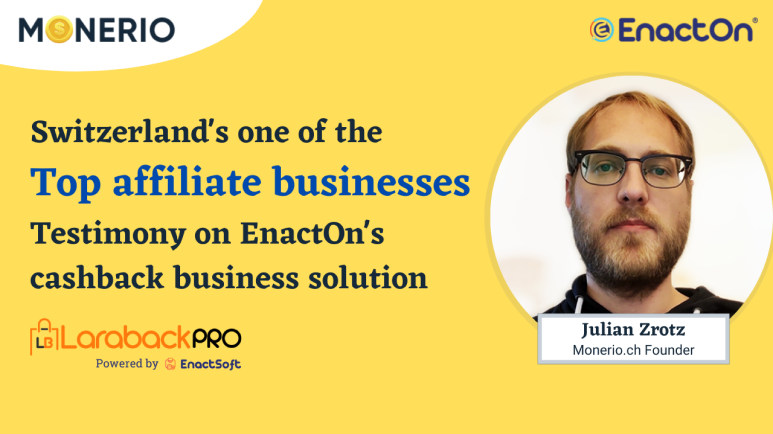 MONERIO
EnactOn®
Switzerland's one of the
Top affiliate businesses
Testimony on EnactOn's
cashback business solution
LB LarabackPRO
Powered by EnactSoft
Julian Zrotz
Monerio.ch Founder